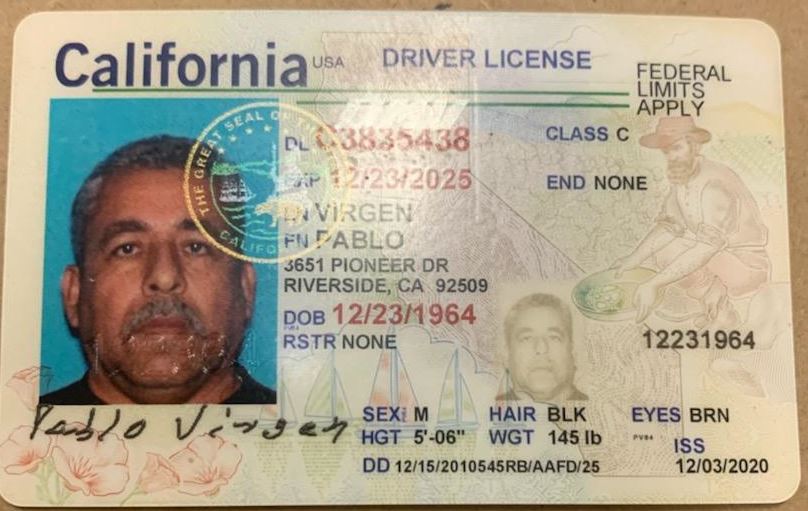 California USA DRIVER LICENSE
FEDERAL
LIMITS
APPLY
THE GREAT SEAL OF THE
DL C3835438 CLASS C
EXP 12/23/2025 END NONE
LN VIRGEN
FN PABLO
3651 PIONEER DR
RIVERSIDE, CA 92509
DOB 12/23/1964
RSTR NONE
12231964
Pablo Virgen
SEX M HAIR BLK EYES BRN
HGT 5'-06" WGT 145 lb
ISS
DD 12/15/2010545RB/AAFD/25 12/03/2020